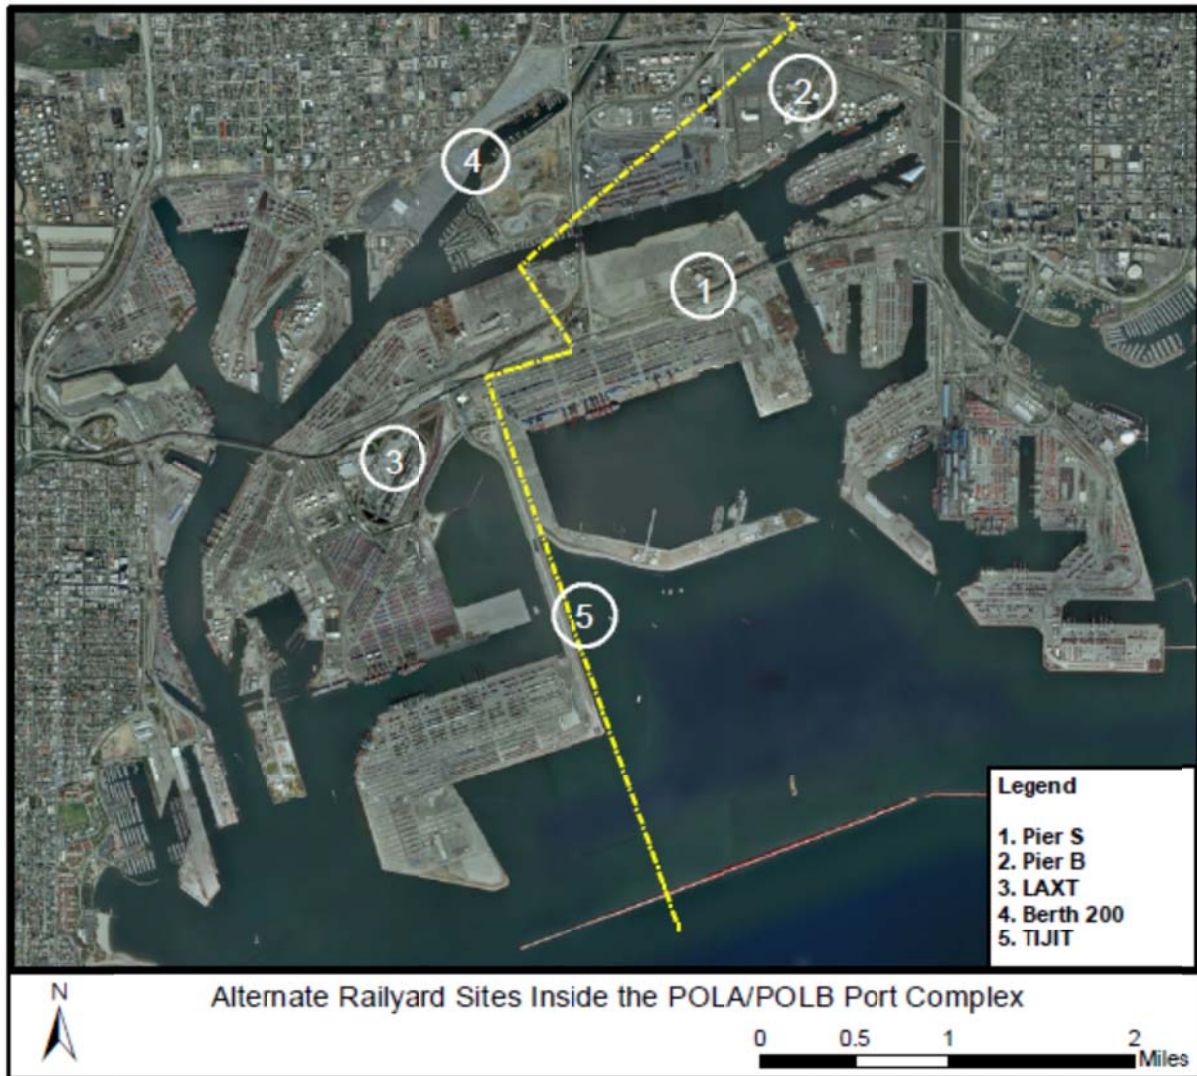 2
4
1
3
5
Legend
1. Pier S
2. Pier B
3. LAXT
4. Berth 200
5. TIJIT
N
Alternate Railyard Sites Inside the POLA/POLB Port Complex
0 0.5 1 2
Miles